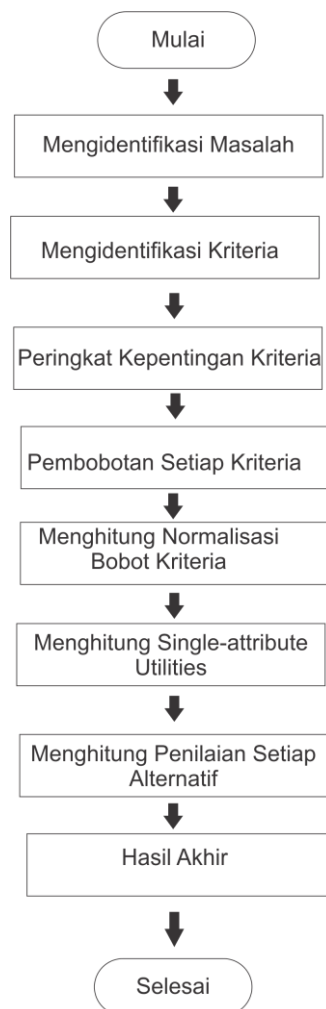 Mulai
Mengidentifikasi Masalah
Mengidentifikasi Kriteria
Peringkat Kepentingan Kriteria
Pembobotan Setiap Kriteria
Menghitung Normalisasi
Bobot Kriteria
Menghitung Single-attribute
Utilities
Menghitung Penilaian Setiap
Alternatif
Hasil Akhir
Selesai